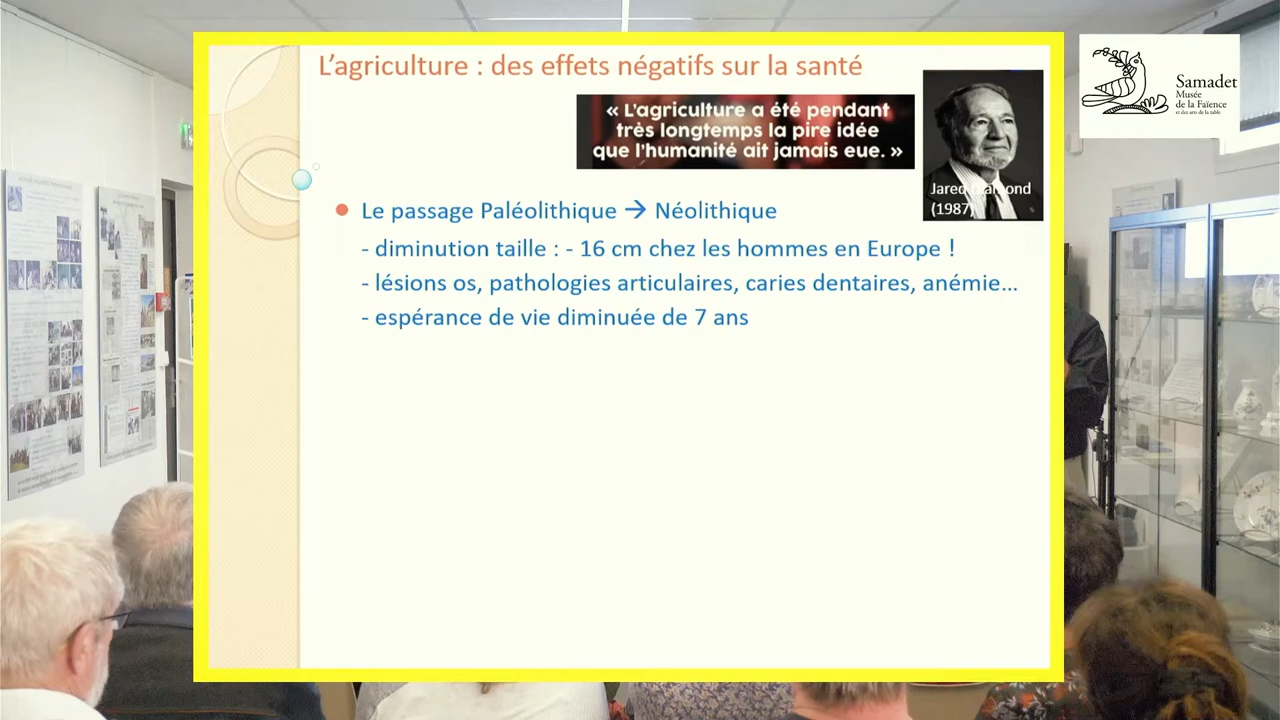 L'agriculture : des effets négatifs sur la santé
« L'agriculture a été pendant
très longtemps la pire idée
que l'humanité ait jamais eue. »
Jared Diamond
(1987)
Le passage Paléolithique → Néolithique
- diminution taille : - 16 cm chez les hommes en Europe !
- lésions os, pathologies articulaires, caries dentaires, anémie...
- espérance de vie diminuée de 7 ans
Samadet
Musée
de la Faïence
et des arts de la table